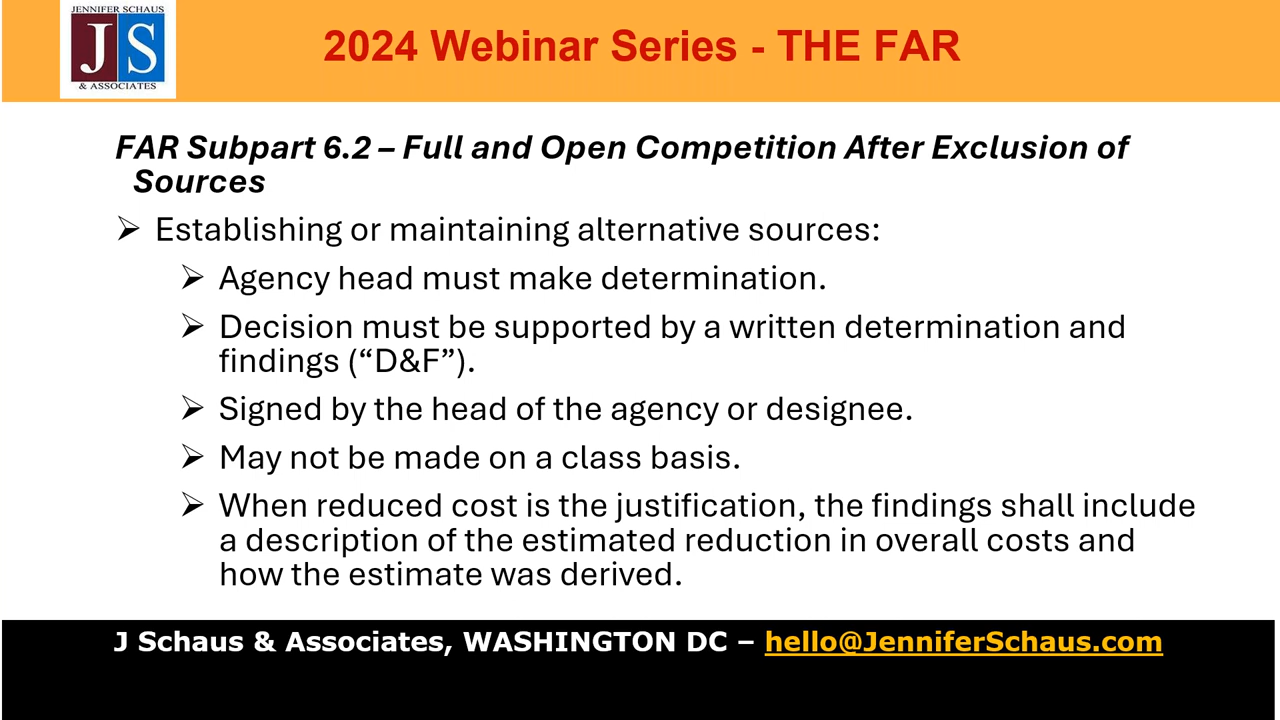 JENNIFER SCHAUS
JS
& ASSOCIATES
2024 Webinar Series - THE FAR
FAR Subpart 6.2 – Full and Open Competition After Exclusion of
Sources
➢ Establishing or maintaining alternative sources:
➢ Agency head must make determination.
➢ Decision must be supported by a written determination and
findings (“D&F”).
➢ Signed by the head of the agency or designee.
➢ May not be made on a class basis.
➢ When reduced cost is the justification, the findings shall include
a description of the estimated reduction in overall costs and
how the estimate was derived.
J Schaus & Associates, WASHINGTON DC – hello@JenniferSchaus.com